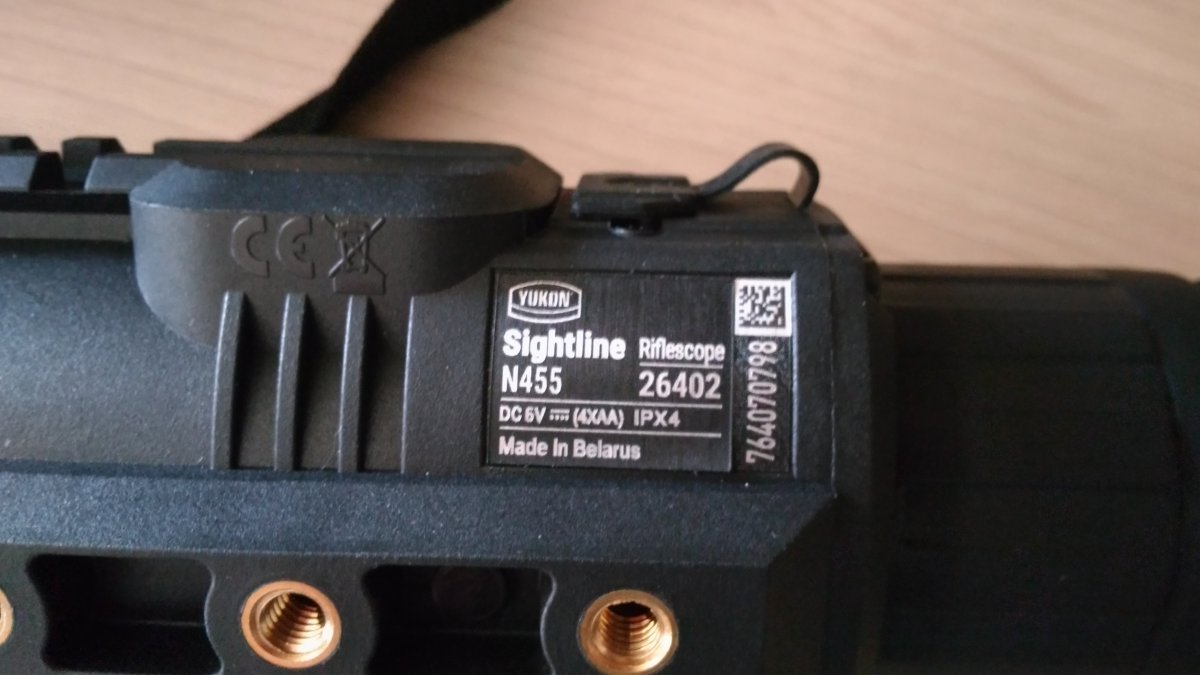 CE
YUKON
Sightline Riflescope
N455 26402
DC 6V (4XAA) IPX4
Made in Belarus
764070798